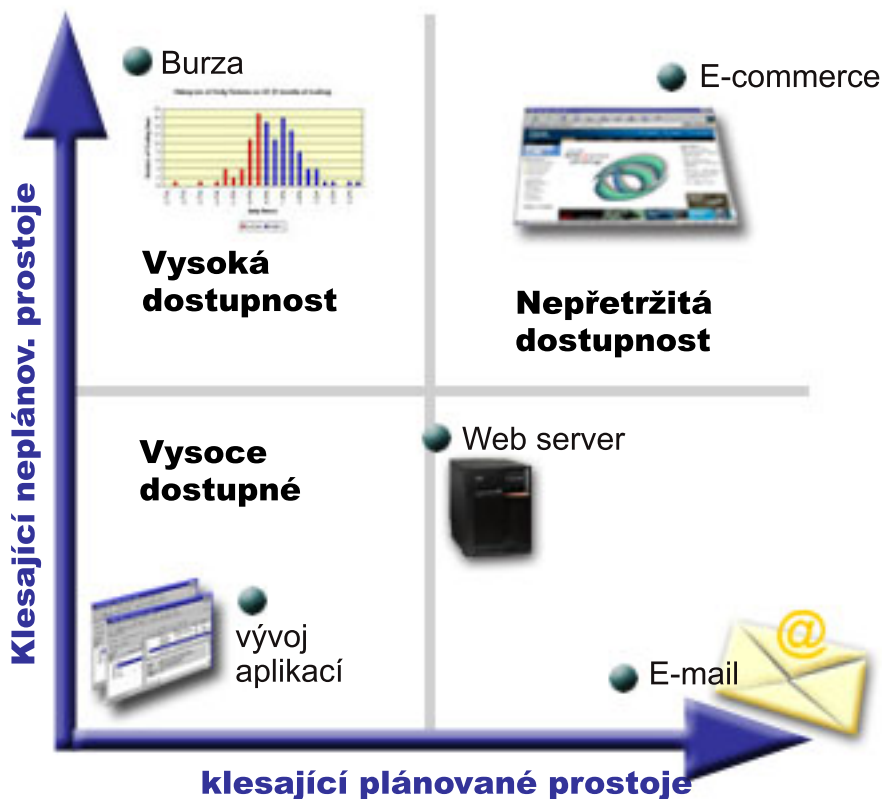 Burza
E-commerce
Vysoká
dostupnost
Nepřetržitá
dostupnost
Klesající neplánov. prostoje
Vysoce
dostupné
Web server
vývoj
aplikací
@
E-mail
klesající plánované prostoje